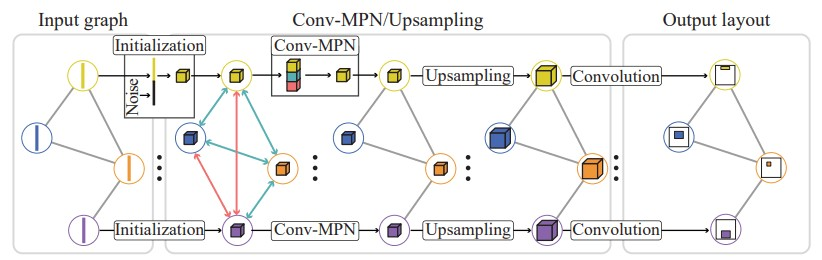 Input graph
Conv-MPN/Upsampling
Output layout
Initialization
Conv-MPN
Noise
Upsampling
Convolution
Initialization
Conv-MPN
Upsampling
Convolution